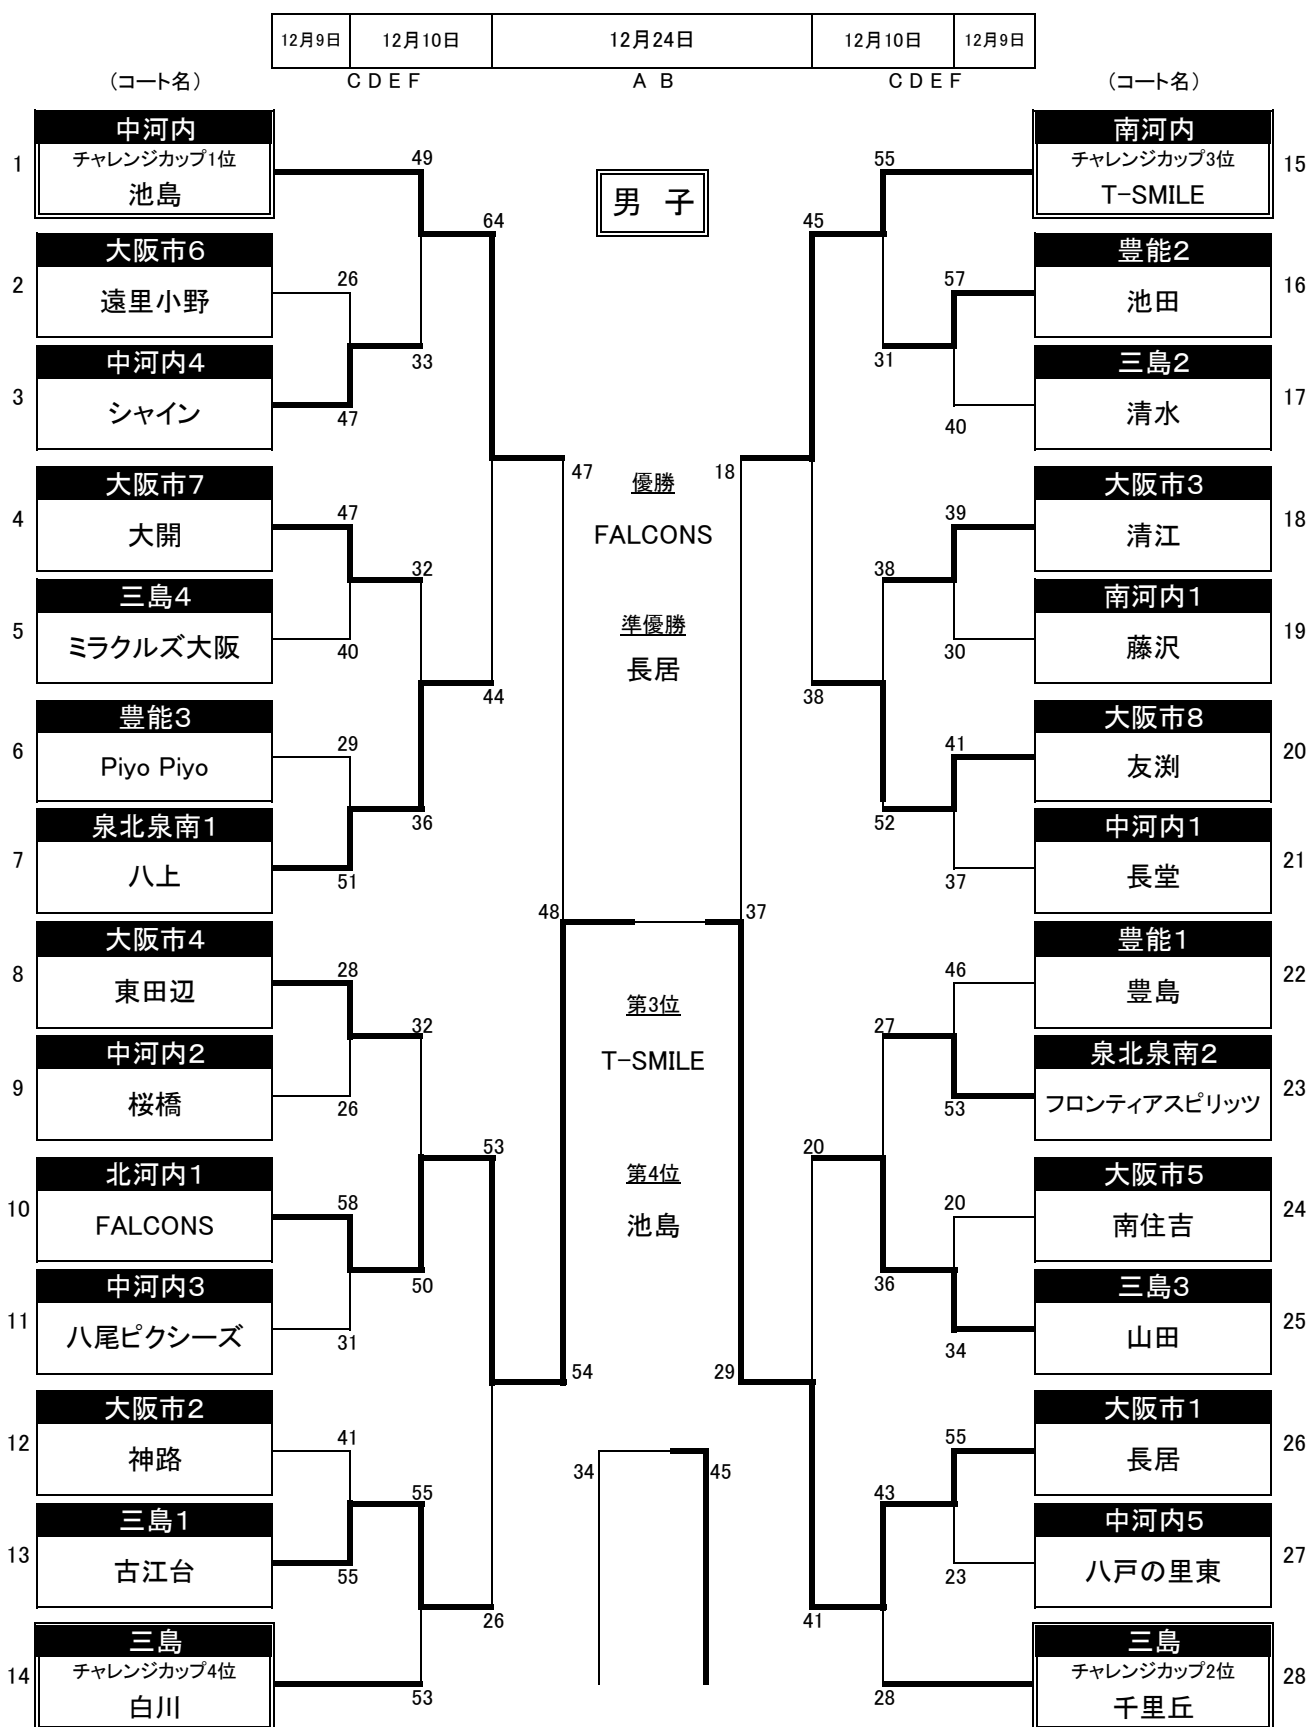 12月9日 12月10日 12月24日 12月10日 12月9日
（コート名） C D E F A B C D E F （コート名）
男 子
1
中河内
チャレンジカップ1位
池島
49
64
2
大阪市6
遠里小野
26
33
3
中河内4
シャイン
47
47
4
大阪市7
大開
47
32
5
三島4
ミラクルズ大阪
40
44
6
豊能3
Piyo Piyo
29
36
7
泉北泉南1
八上
51
48
8
大阪市4
東田辺
28
32
9
中河内2
桜橋
26
53
10
北河内1
FALCONS
58
50
11
中河内3
八尾ピクシーズ
31
54
12
大阪市2
神路
41
55
13
三島1
古江台
55
26
14
三島
チャレンジカップ4位
白川
53
優勝
FALCONS
準優勝
長居
第3位
T-SMILE
第4位
池島
34
45
55
南河内
チャレンジカップ3位
T-SMILE
15
45
57
豊能2
池田
16
31
三島2
清水
17
40
18
39
大阪市3
清江
18
38
南河内1
藤沢
19
30
38
41
大阪市8
友渕
20
52
中河内1
長堂
21
37
37
46
豊能1
豊島
22
27
泉北泉南2
フロンティアスピリッツ
23
53
20
20
大阪市5
南住吉
24
36
三島3
山田
25
34
29
55
大阪市1
長居
26
43
中河内5
八戸の里東
27
23
41
三島
チャレンジカップ2位
千里丘
28
28